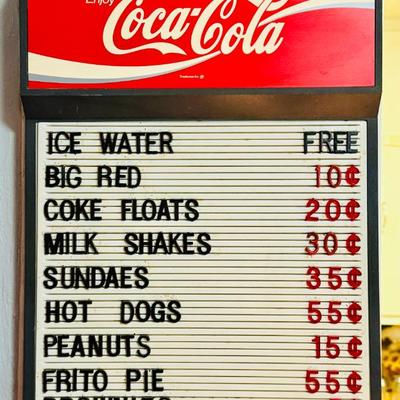 Enjoy
Coca-Cola
Trademark ®
ICE WATER FREE
BIG RED 10¢
COKE FLOATS 20¢
MILK SHAKES 30¢
SUNDAES 35¢
HOT DOGS 55¢
PEANUTS 15¢
FRITO PIE 55¢